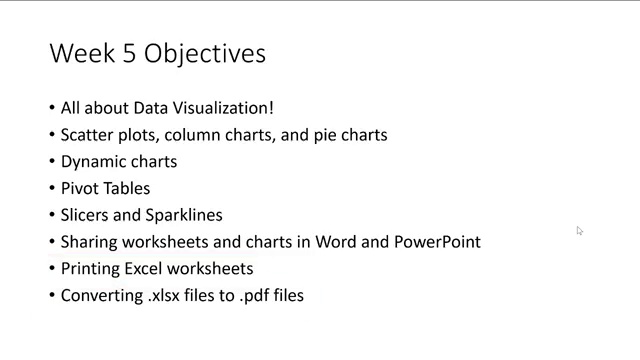 Week 5 Objectives
• All about Data Visualization!
• Scatter plots, column charts, and pie charts
• Dynamic charts
• Pivot Tables
• Slicers and Sparklines
• Sharing worksheets and charts in Word and PowerPoint
• Printing Excel worksheets
• Converting .xlsx files to .pdf files